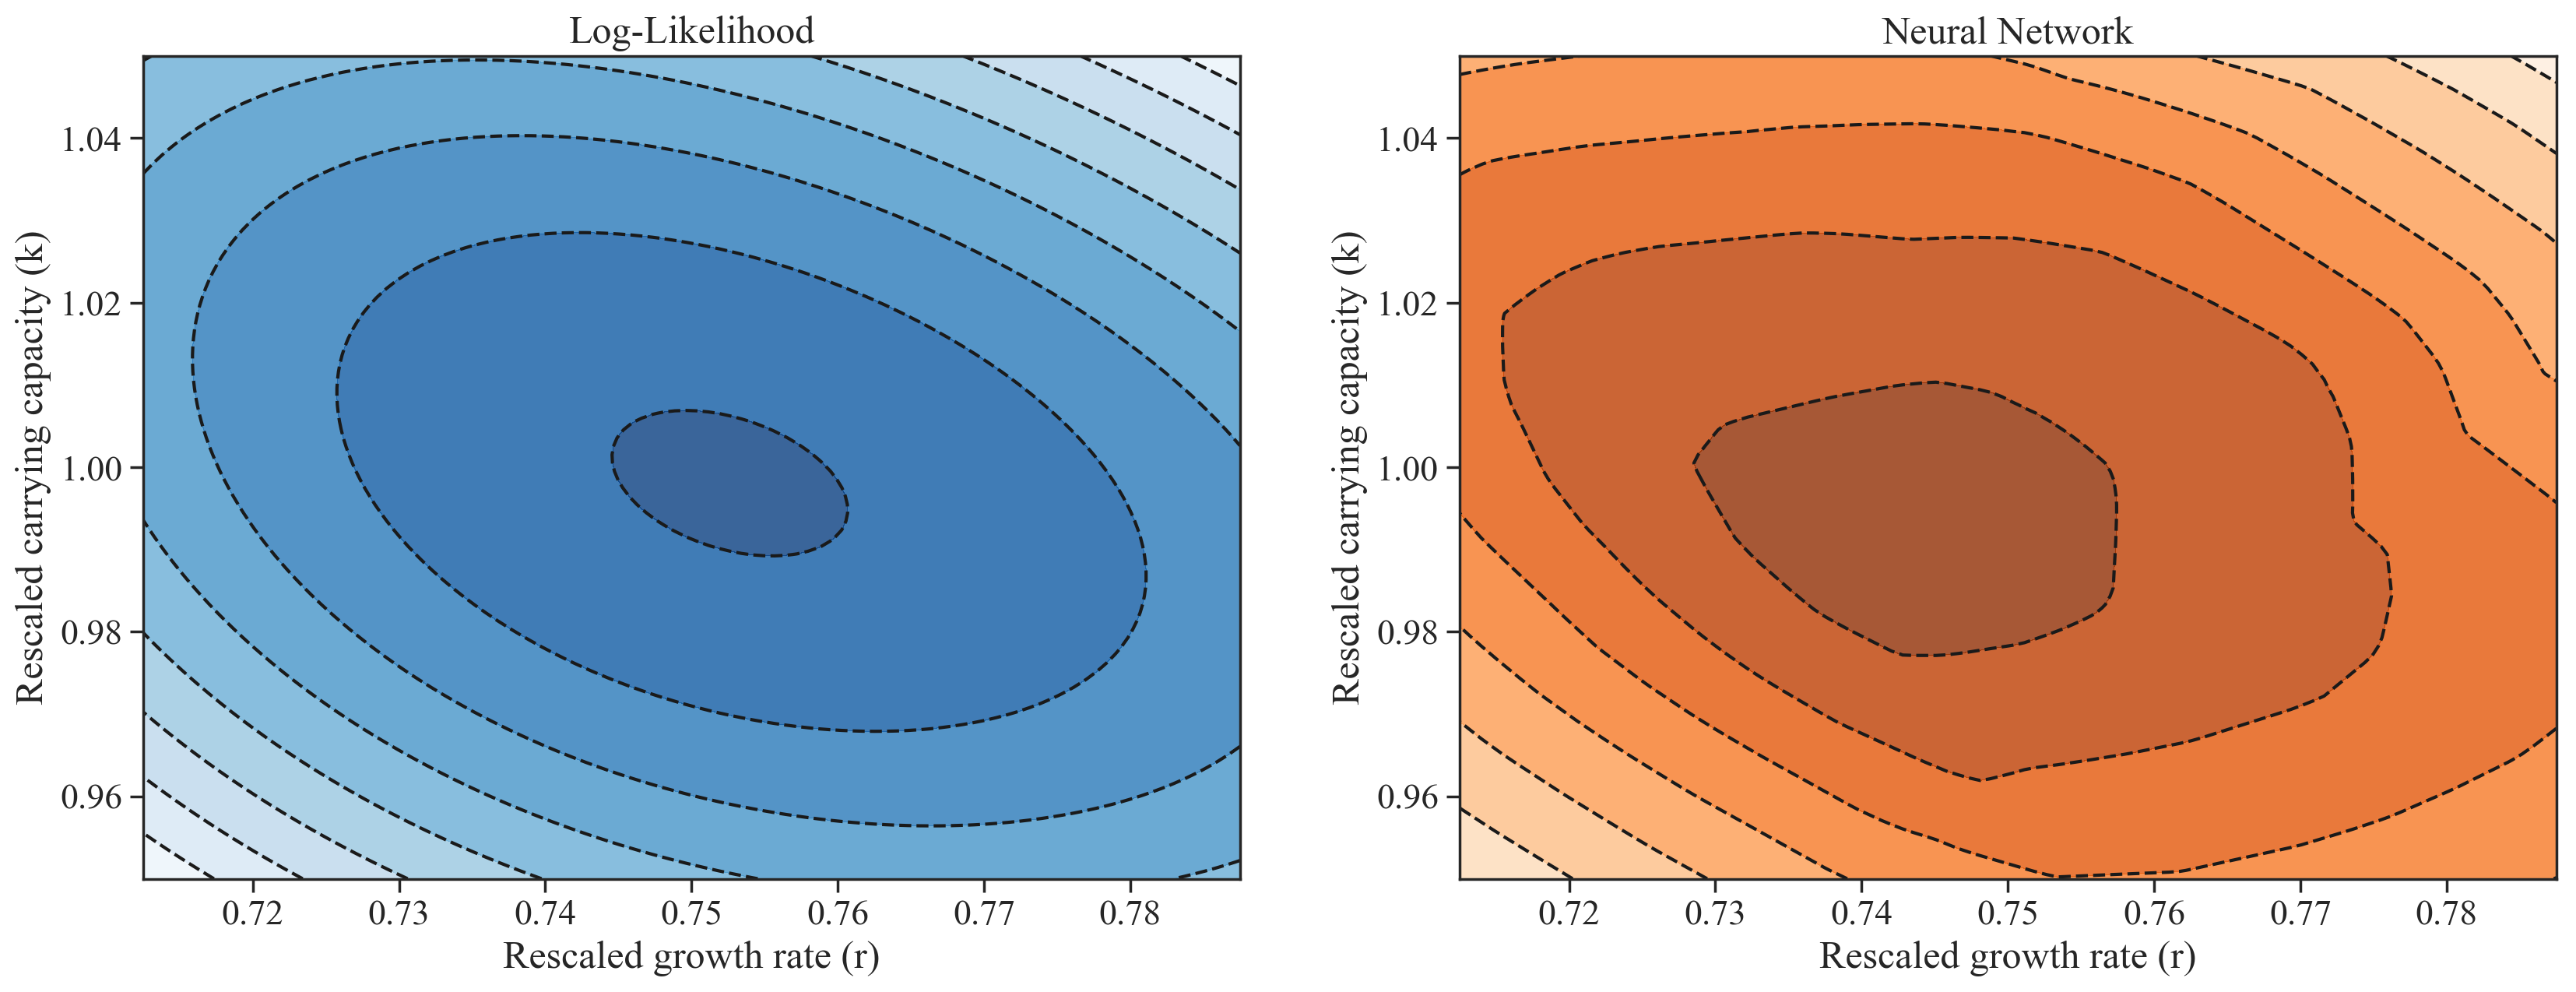 Log-Likelihood
Rescaled carrying capacity (k)
1.04
1.02
1.00
0.98
0.96
0.72 0.73 0.74 0.75 0.76 0.77 0.78
Rescaled growth rate (r)
Neural Network
Rescaled carrying capacity (k)
1.04
1.02
1.00
0.98
0.96
0.72 0.73 0.74 0.75 0.76 0.77 0.78
Rescaled growth rate (r)